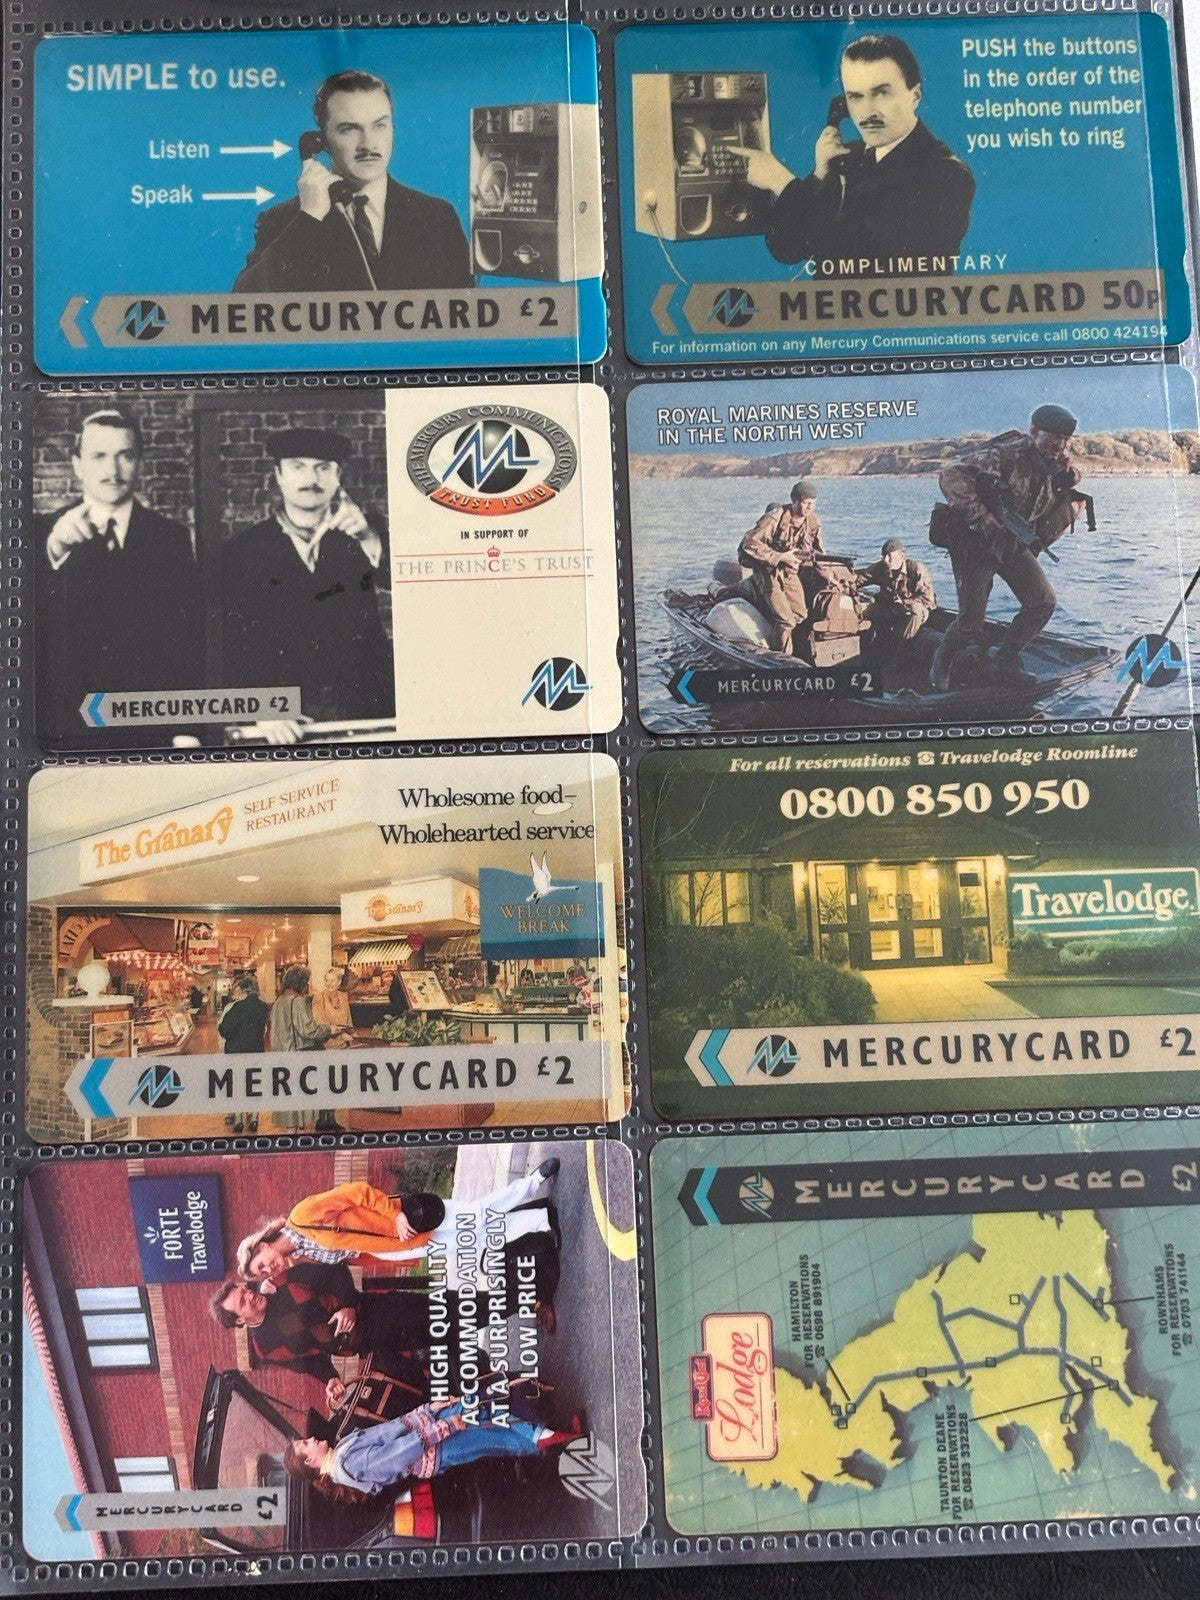 SIMPLE to use.
Listen
Speak
MERCURYCARD £2
PUSH the buttons
in the order of the
telephone number
you wish to ring
COMPLIMENTARY
MERCURYCARD 50p
For information on any Mercury Communications service call 0800 424194
THE MERCURY COMMUNICATIONS
TRUST FUND
IN SUPPORT OF
THE PRINCE'S TRUST
MERCURYCARD £2
ROYAL MARINES RESERVE
IN THE NORTH WEST
MERCURYCARD £2
The Granary
SELF SERVICE
RESTAURANT
Wholesome food–
Wholehearted service
The Granary
WELCOME
BREAK
MERCURYCARD £2
For all reservations ☎ Travelodge Roomline
0800 850 950
Travelodge.
MERCURYCARD £2
FORTE
Travelodge
HIGH QUALITY
ACCOMMODATION
AT A SURPRISINGLY
LOW PRICE
MERCURYCARD £2
MERCURYCARD £2
Lodge
HAMILTON
FOR RESERVATIONS
☎ 0698 891904
ROWNHAMS
FOR RESERVATIONS
☎ 0703 741144
TAUNTON DEANE
FOR RESERVATIONS
☎ 0823 332228